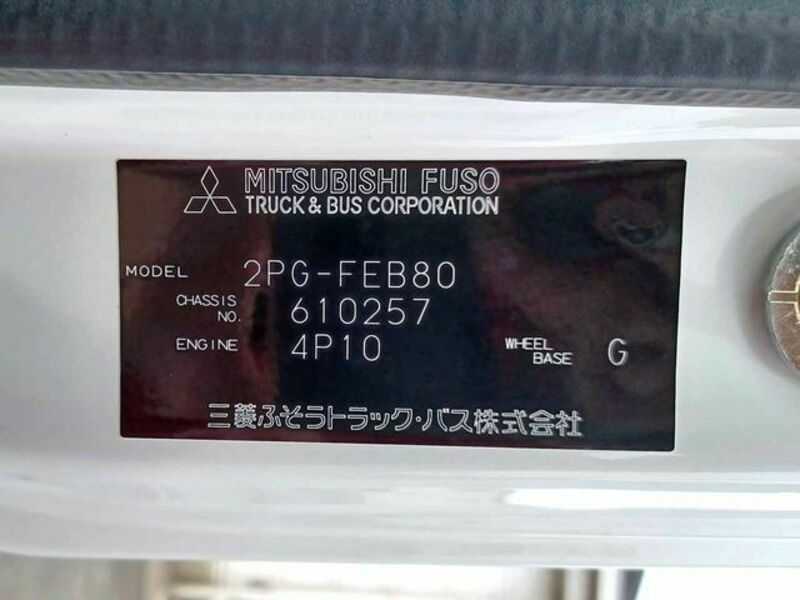 MITSUBISHI FUSO
TRUCK & BUS CORPORATION
MODEL 2PG-FEB80
CHASSIS NO. 610257
ENGINE 4P10 WHEEL BASE G
三菱ふそうトラック・バス株式会社